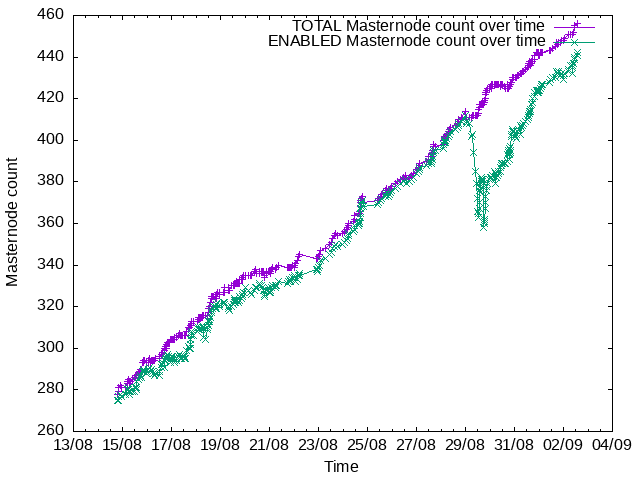 TOTAL Masternode count over time
ENABLED Masternode count over time
460
440
420
400
380
360
340
320
300
280
260
Masternode count
13/08 15/08 17/08 19/08 21/08 23/08 25/08 27/08 29/08 31/08 02/09 04/09
Time